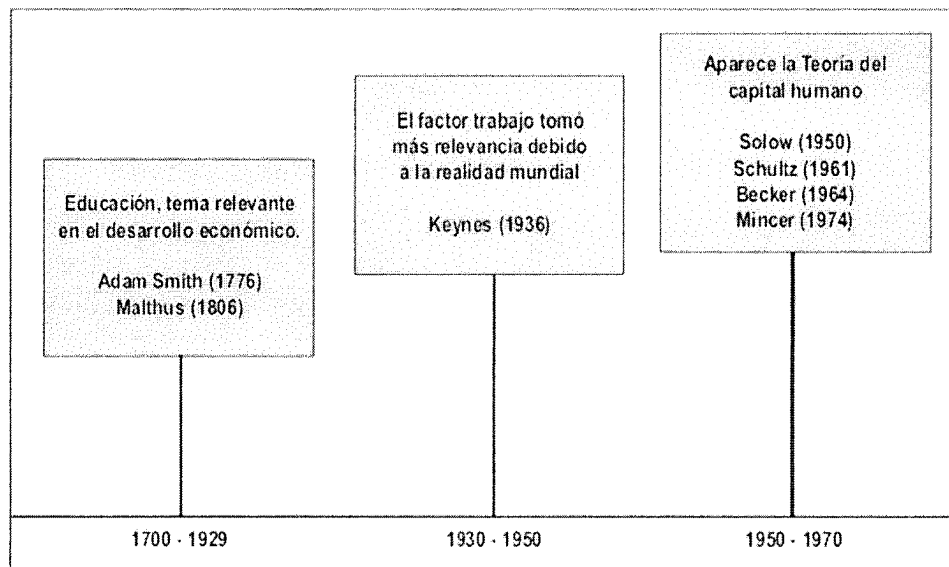 Educación, tema relevante
en el desarrollo económico.
Adam Smith (1776)
Malthus (1806)
El factor trabajo tomó
más relevancia debido
a la realidad mundial
Keynes (1936)
Aparece la Teoría del
capital humano
Solow (1950)
Schultz (1961)
Becker (1964)
Mincer (1974)
1700 - 1929
1930 - 1950
1950 - 1970